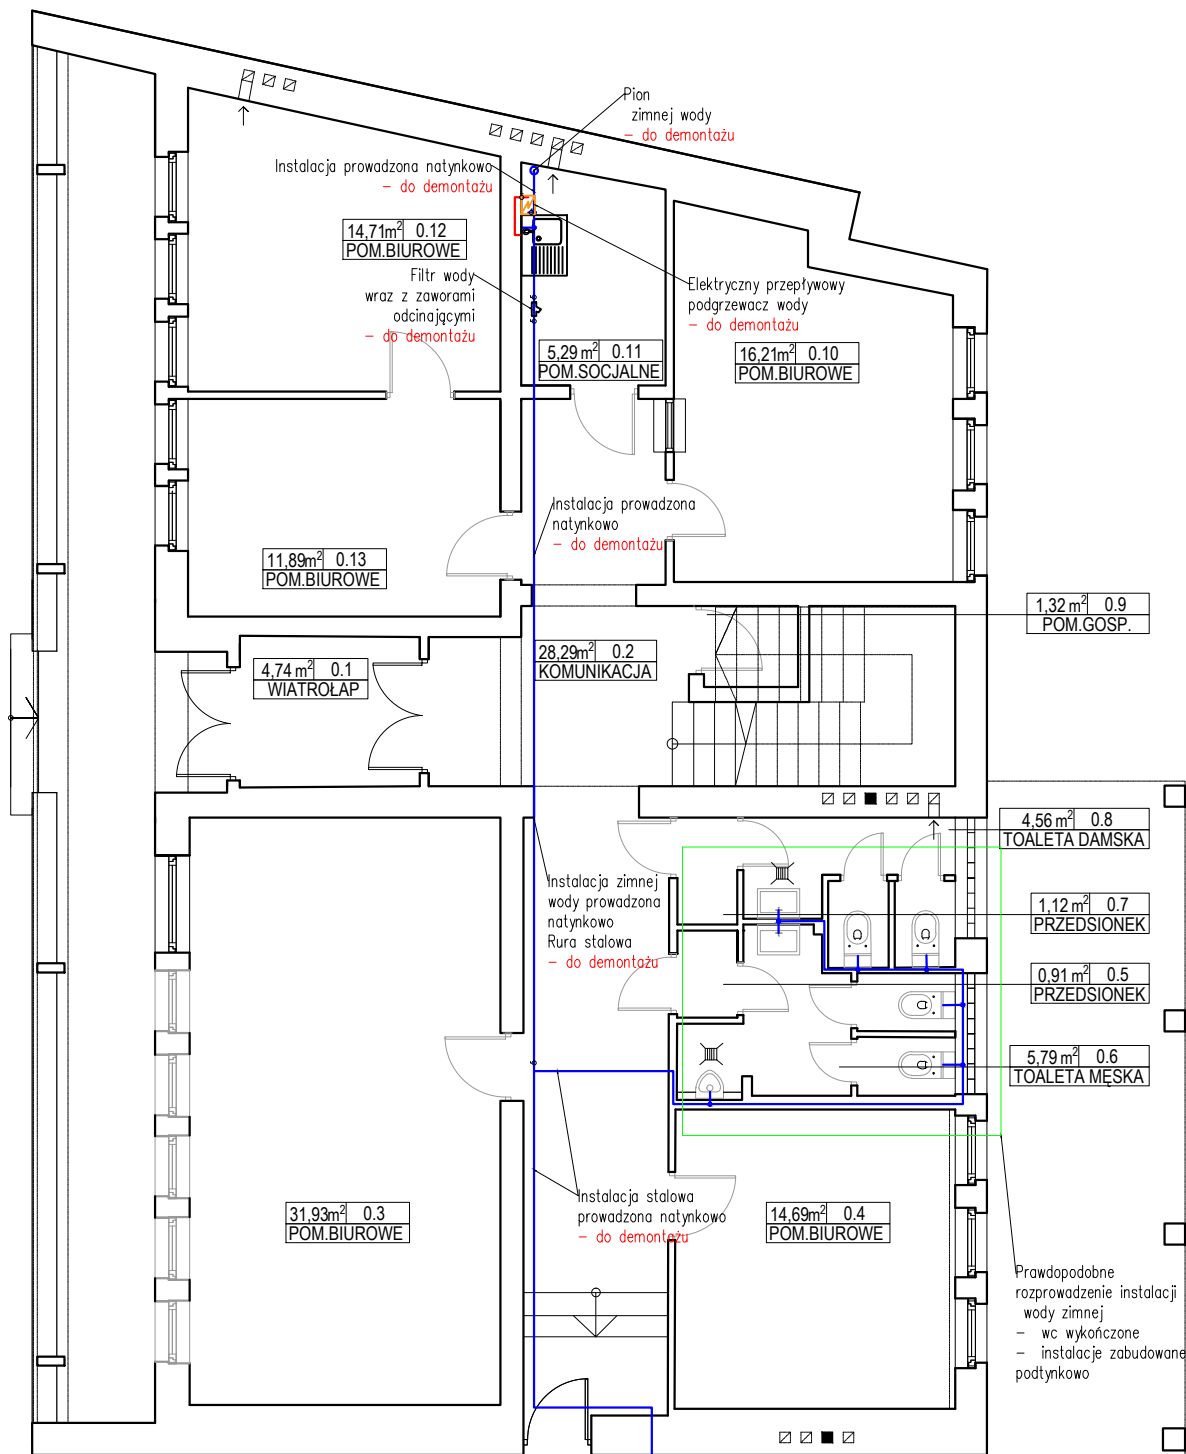 Pion
zimnej wody
– do demontażu
Instalacja prowadzona natynkowo
– do demontażu
14,71m² 0.12
POM.BIUROWE
Filtr wody
wraz z zaworami
odcinającymi
– do demontażu
Elektryczny przepływowy
podgrzewacz wody
– do demontażu
5,29 m² 0.11
POM.SOCJALNE
16,21m² 0.10
POM.BIUROWE
Instalacja prowadzona
natynkowo
– do demontażu
11,89m² 0.13
POM.BIUROWE
1,32 m² 0.9
POM.GOSP.
28,29m² 0.2
KOMUNIKACJA
4,74 m² 0.1
WIATROŁAP
4,56 m² 0.8
TOALETA DAMSKA
Instalacja zimnej
wody prowadzona
natynkowo
Rura stalowa
– do demontażu
1,12 m² 0.7
PRZEDSIONEK
0,91 m² 0.5
PRZEDSIONEK
5,79 m² 0.6
TOALETA MĘSKA
Instalacja stalowa
prowadzona natynkowo
– do demontażu
31,93m² 0.3
POM.BIUROWE
14,69m² 0.4
POM.BIUROWE
Prawdopodobne
rozprowadzenie instalacji
wody zimnej
– wc wykończone
– instalacje zabudowane
podtynkowo